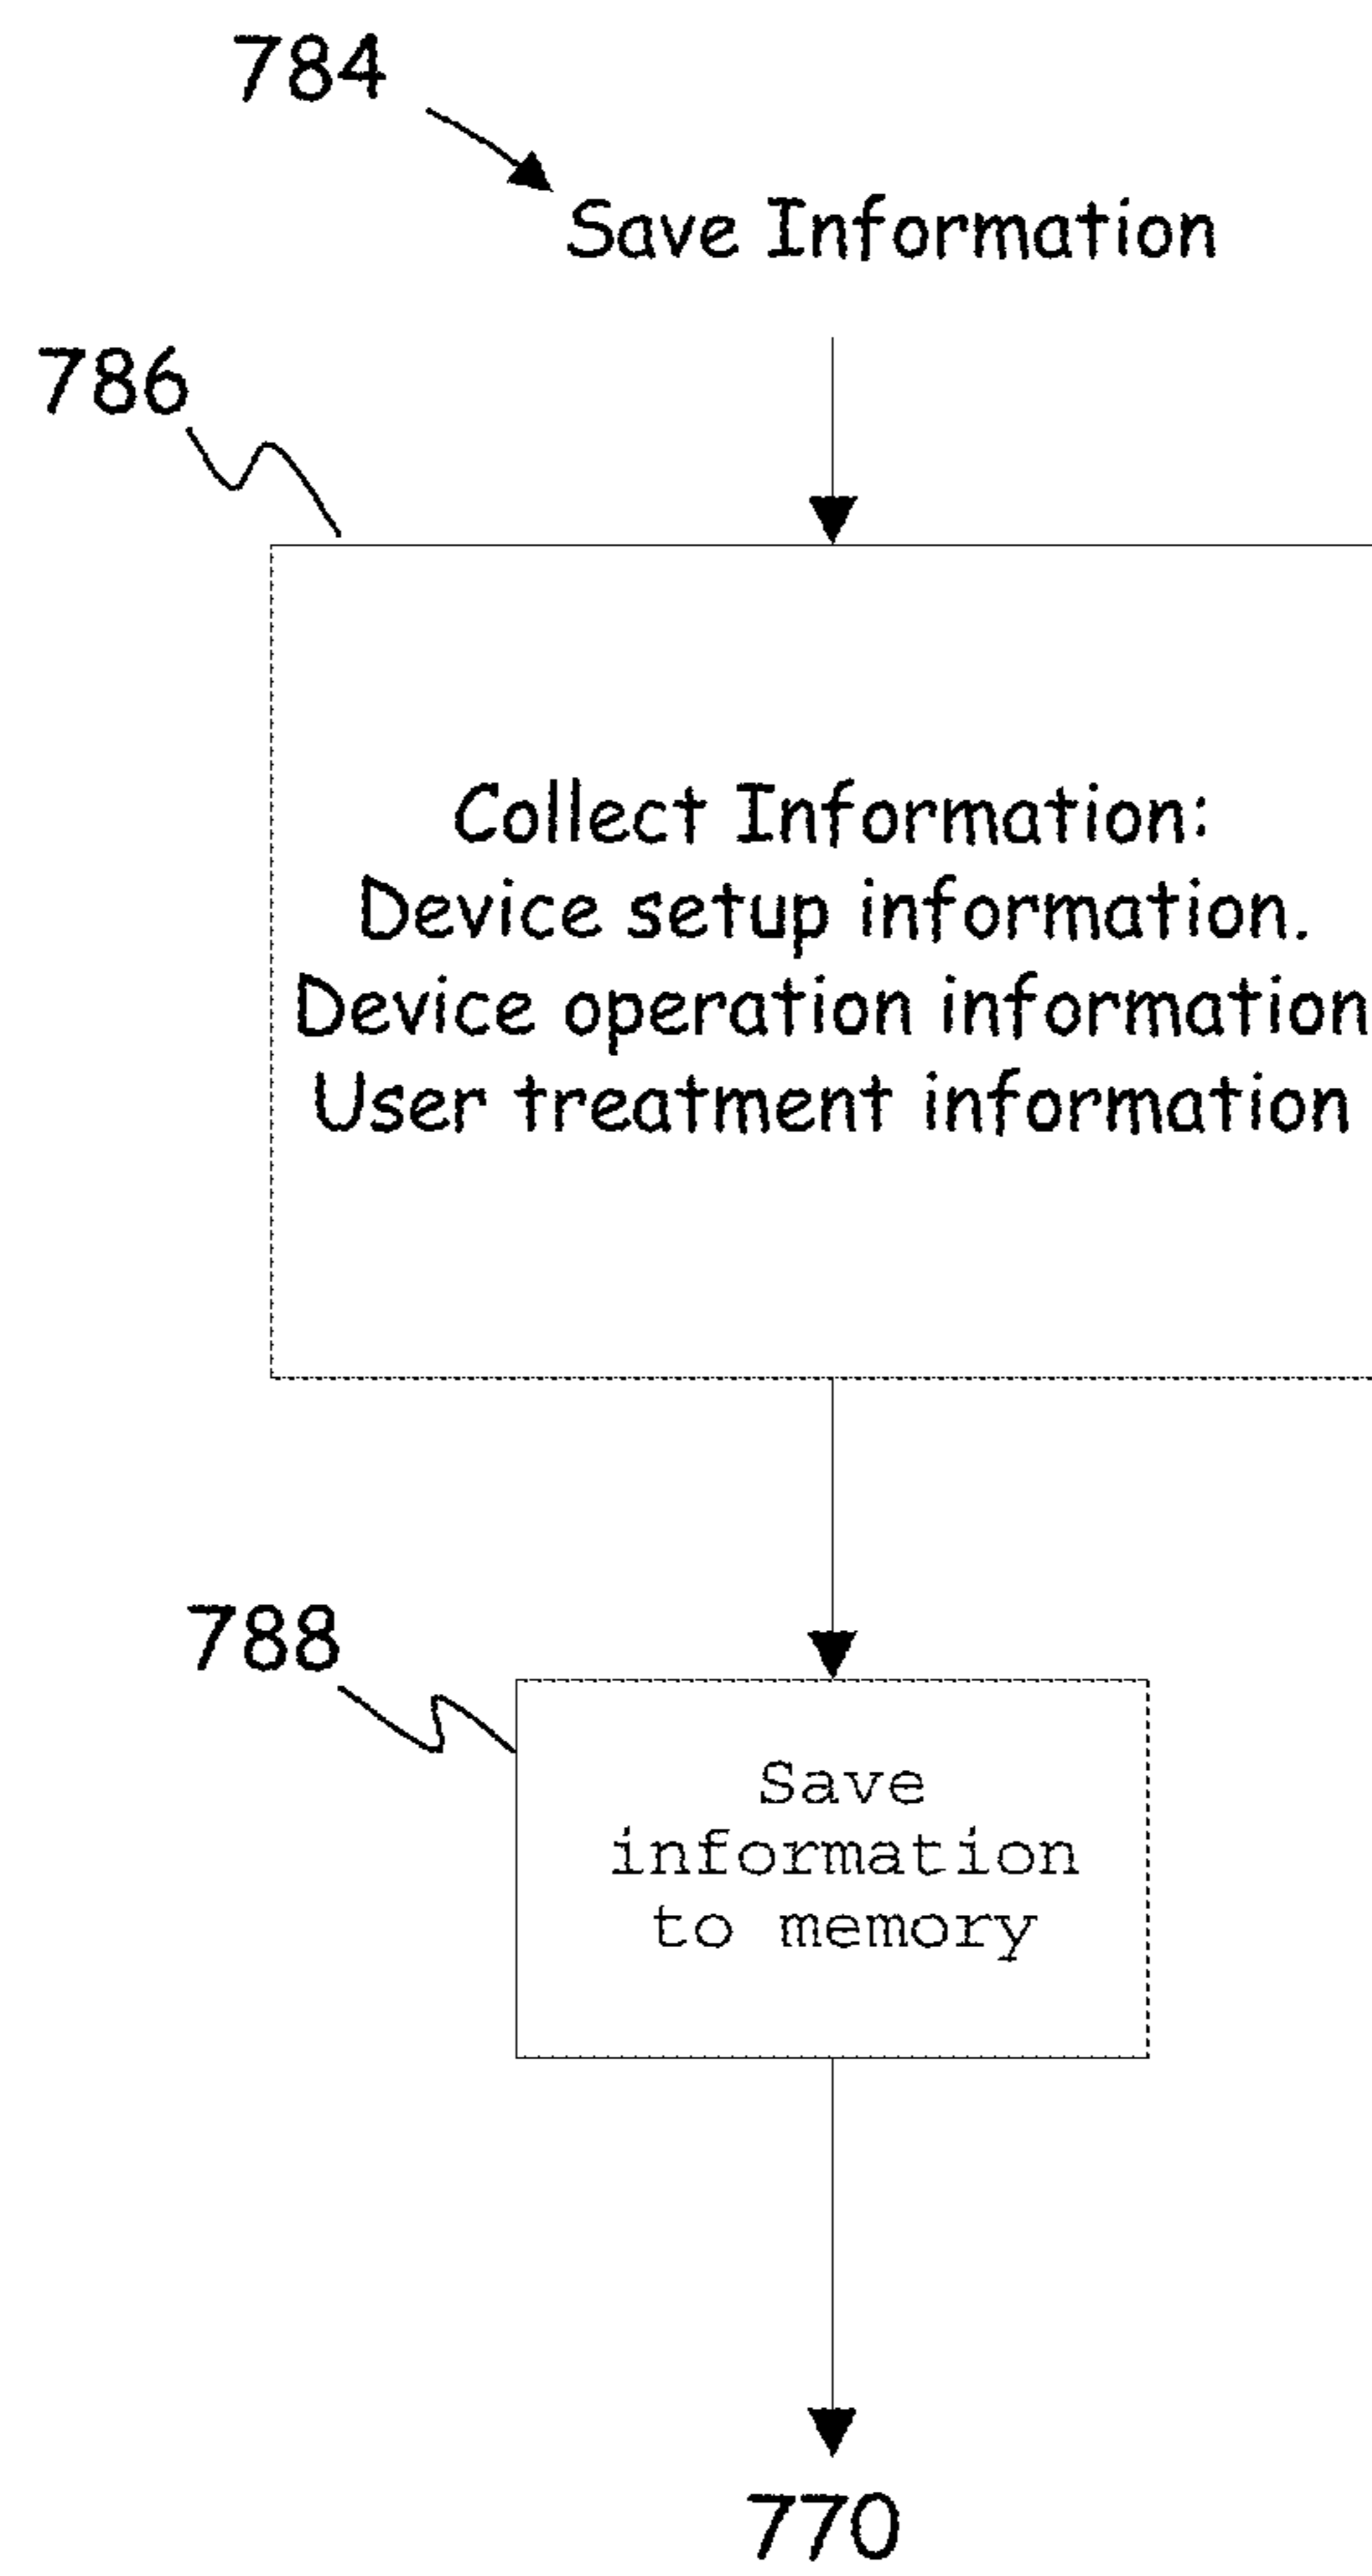 784
Save Information
786
Collect Information:
Device setup information.
Device operation information
User treatment information
788
Save
information
to memory
770